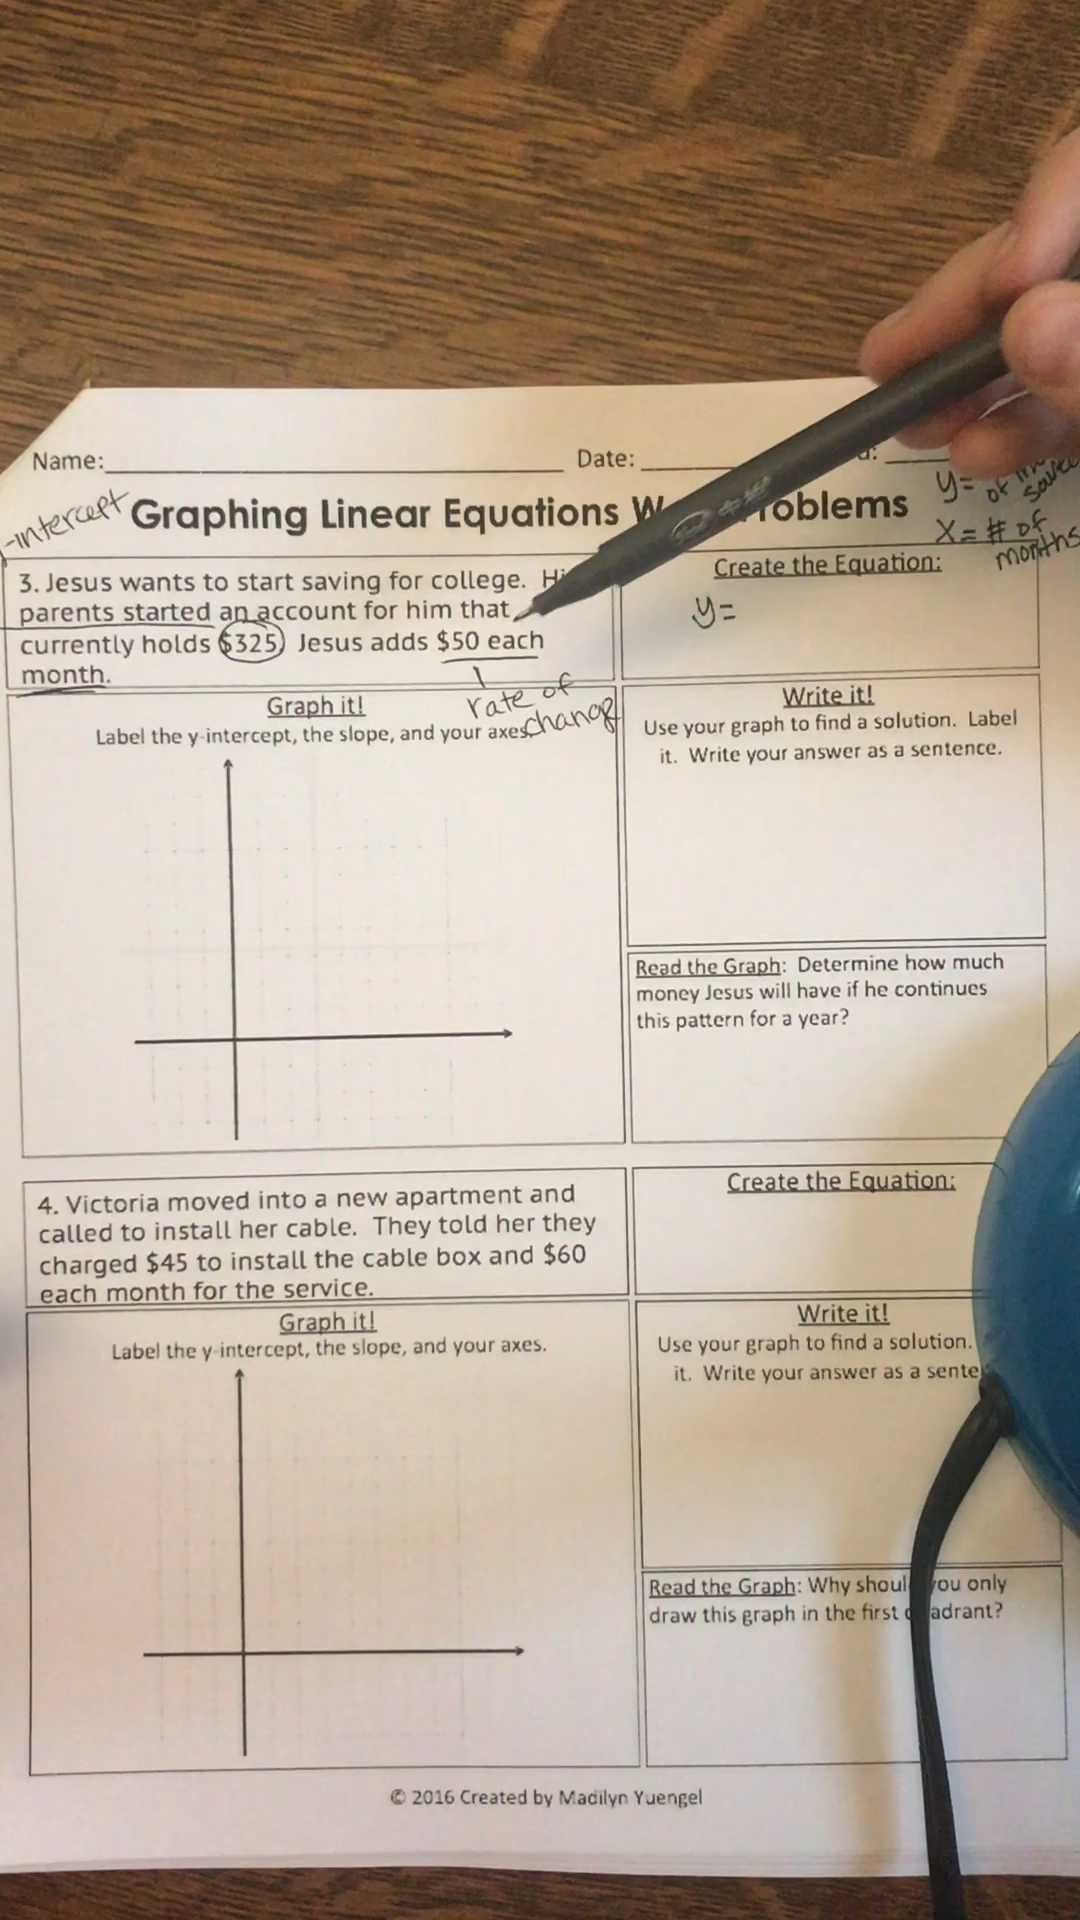 Name: Date:
-intercept Graphing Linear Equations
y= of saved
x= # of months
3. Jesus wants to start saving for college.
parents started an account for him that
currently holds $325 Jesus adds $50 each
month.
rate of change
Create the Equation:
y=
Graph it!
Label the y-intercept, the slope, and your axes.
Write it!
Use your graph to find a solution. Label
it. Write your answer as a sentence.
Read the Graph: Determine how much
money Jesus will have if he continues
this pattern for a year?
4. Victoria moved into a new apartment and
called to install her cable. They told her they
charged $45 to install the cable box and $60
each month for the service.
Create the Equation:
Graph it!
Label the y-intercept, the slope, and your axes.
Write it!
Use your graph to find a solution.
it. Write your answer as a
Read the Graph: Why should you only
draw this graph in the first quadrant?
© 2016 Created by Madilyn Yuengel